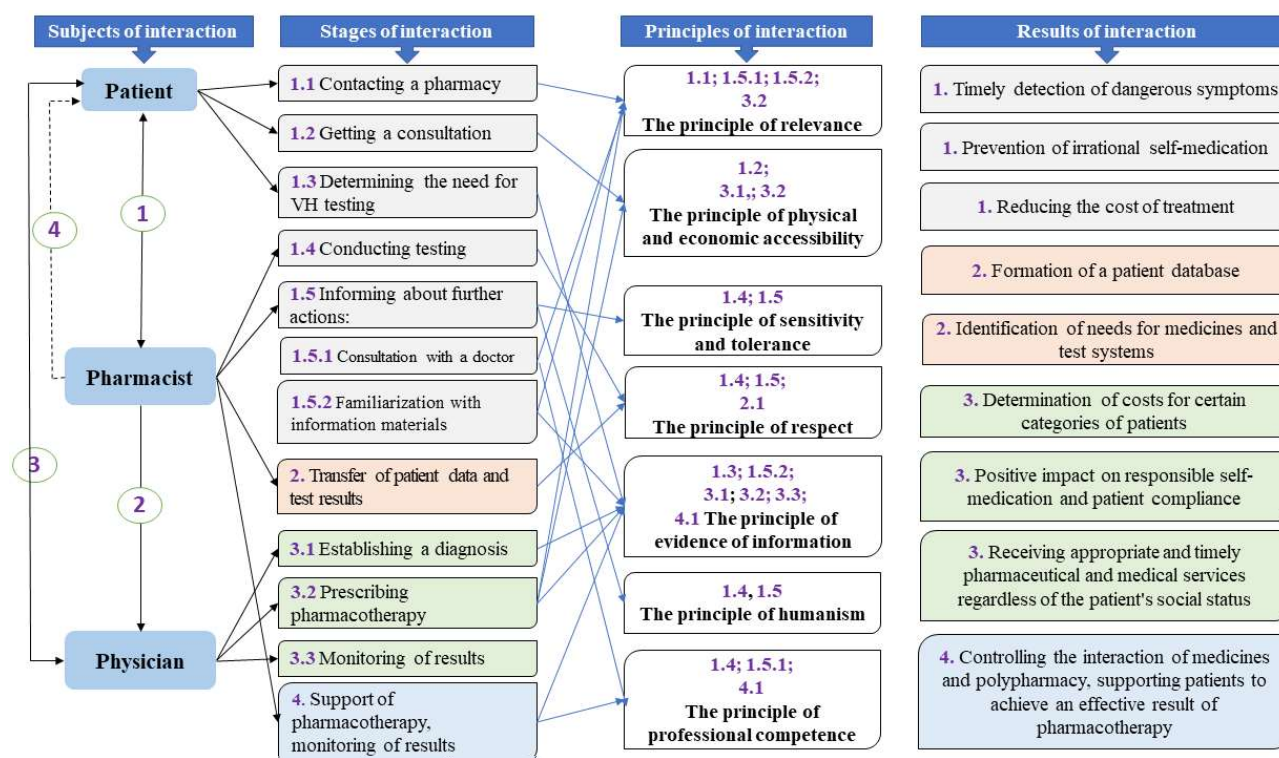 Subjects of interaction
Stages of interaction
Principles of interaction
Results of interaction
Patient
Pharmacist
Physician
1
2
3
4
1.1 Contacting a pharmacy
1.2 Getting a consultation
1.3 Determining the need for
VH testing
1.4 Conducting testing
1.5 Informing about further
actions:
1.5.1 Consultation with a doctor
1.5.2 Familiarization with
information materials
2. Transfer of patient data and
test results
3.1 Establishing a diagnosis
3.2 Prescribing
pharmacotherapy
3.3 Monitoring of results
4. Support of
pharmacotherapy,
monitoring of results
1.1; 1.5.1; 1.5.2;
3.2
The principle of relevance
1.2;
3.1,; 3.2
The principle of physical
and economic accessibility
1.4; 1.5
The principle of sensitivity
and tolerance
1.4; 1.5;
2.1
The principle of respect
1.3; 1.5.2;
3.1; 3.2; 3.3;
4.1 The principle of
evidence of information
1.4, 1.5
The principle of humanism
1.4; 1.5.1;
4.1
The principle of
professional competence
1. Timely detection of dangerous symptoms
1. Prevention of irrational self-medication
1. Reducing the cost of treatment
2. Formation of a patient database
2. Identification of needs for medicines and
test systems
3. Determination of costs for certain
categories of patients
3. Positive impact on responsible self-
medication and patient compliance
3. Receiving appropriate and timely
pharmaceutical and medical services
regardless of the patient's social status
4. Controlling the interaction of medicines
and polypharmacy, supporting patients to
achieve an effective result of
pharmacotherapy